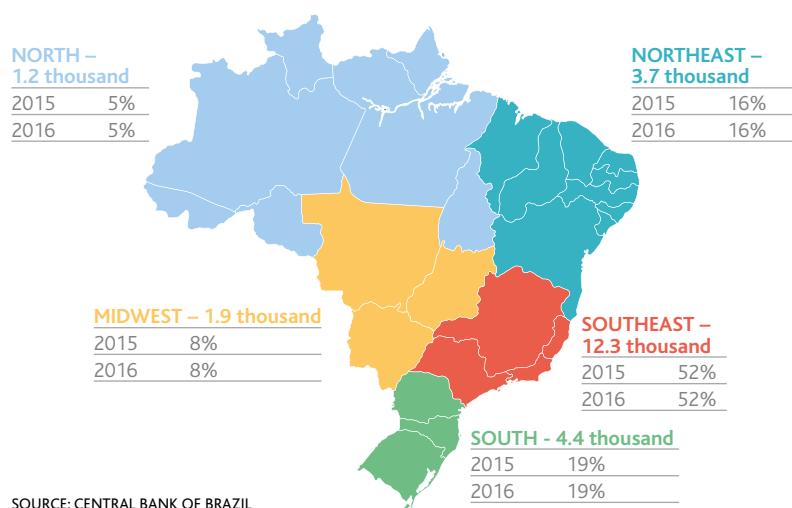 NORTH –
1.2 thousand
2015 5%
2016 5%
NORTHEAST –
3.7 thousand
2015 16%
2016 16%
MIDWEST – 1.9 thousand
2015 8%
2016 8%
SOUTHEAST –
12.3 thousand
2015 52%
2016 52%
SOUTH - 4.4 thousand
2015 19%
2016 19%
SOURCE: CENTRAL BANK OF BRAZIL